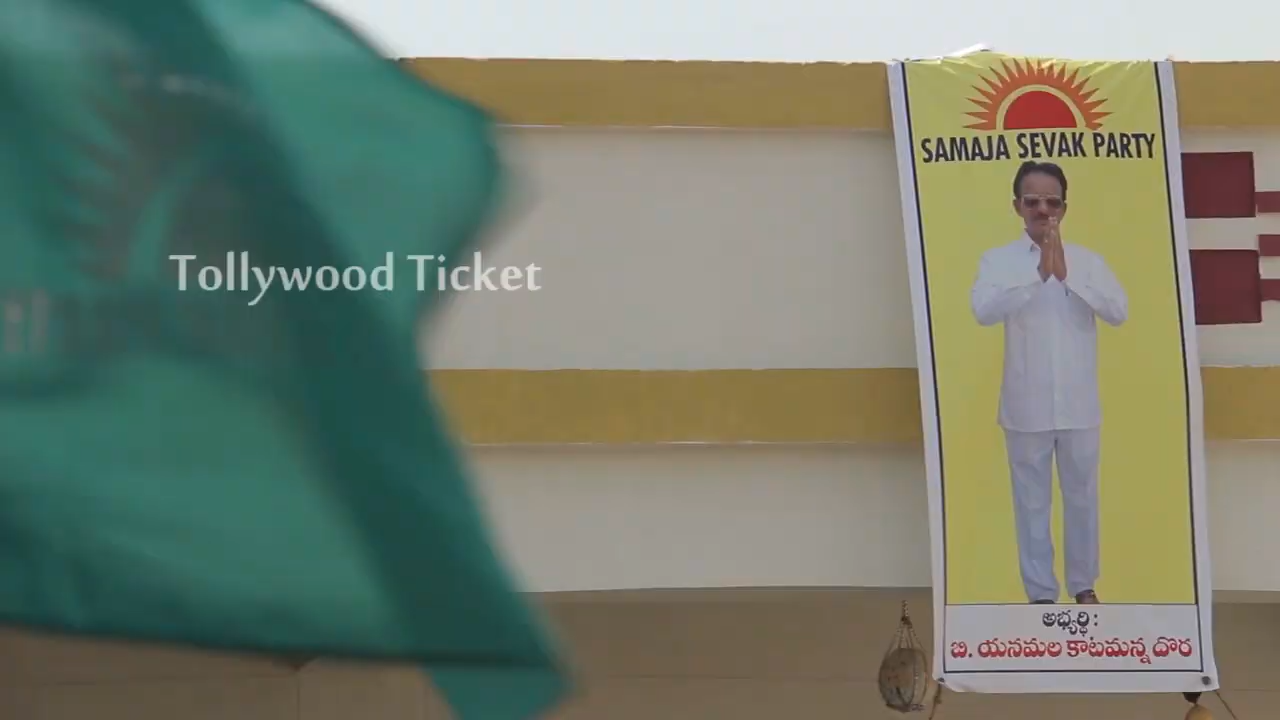 SAMAJA SEVAK PARTY
Tollywood Ticket
అభ్యర్థి :
బి. యనమల కాటమన్న దొర